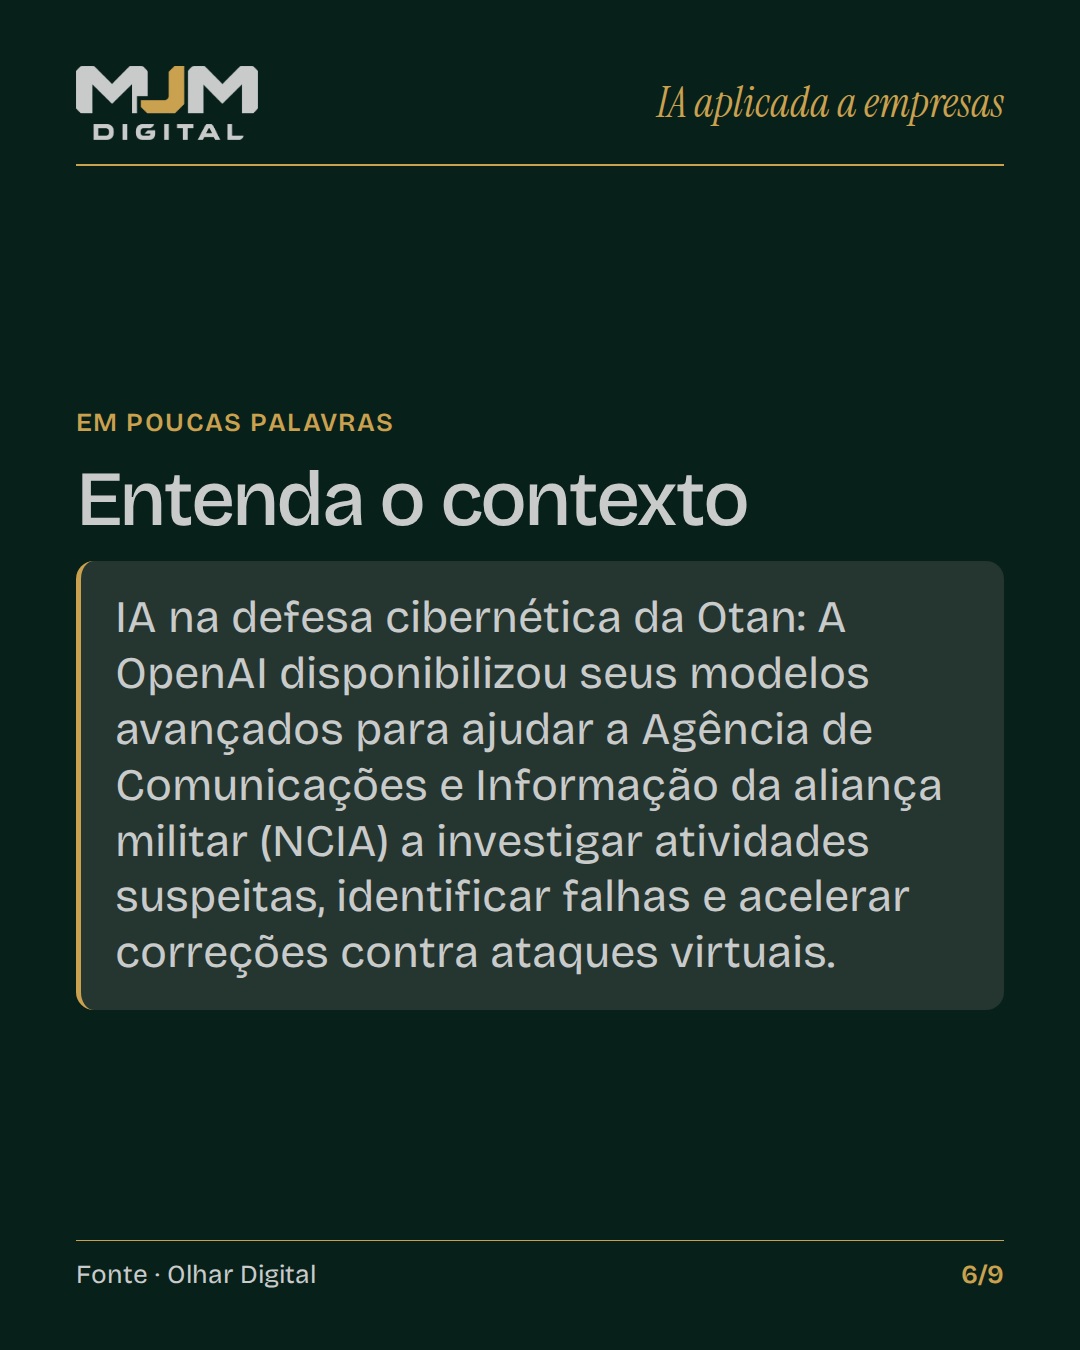 MJM
DIGITAL
IA aplicada a empresas
EM POUCAS PALAVRAS
Entenda o contexto
IA na defesa cibernética da Otan: A
OpenAI disponibilizou seus modelos
avançados para ajudar a Agência de
Comunicações e Informação da aliança
militar (NCIA) a investigar atividades
suspeitas, identificar falhas e acelerar
correções contra ataques virtuais.
Fonte · Olhar Digital
6/9